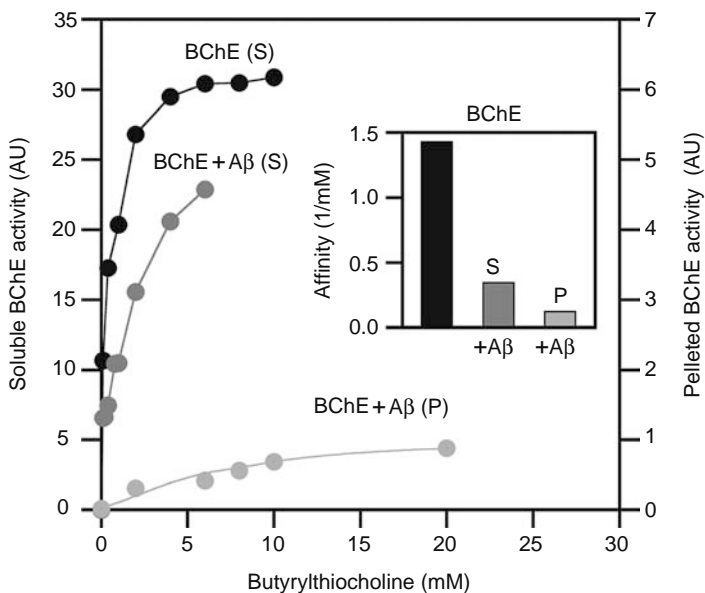 35
30
25
20
15
10
5
0
Soluble BChE activity (AU)
BChE (S)
BChE+Aβ (S)
BChE+Aβ (P)
BChE
1.5
1.0
0.5
0.0
Affinity (1/mM)
S
P
+Aβ +Aβ
7
6
5
4
3
2
1
0
Pelleted BChE activity (AU)
0 5 10 15 20 25 30
Butyrylthiocholine (mM)